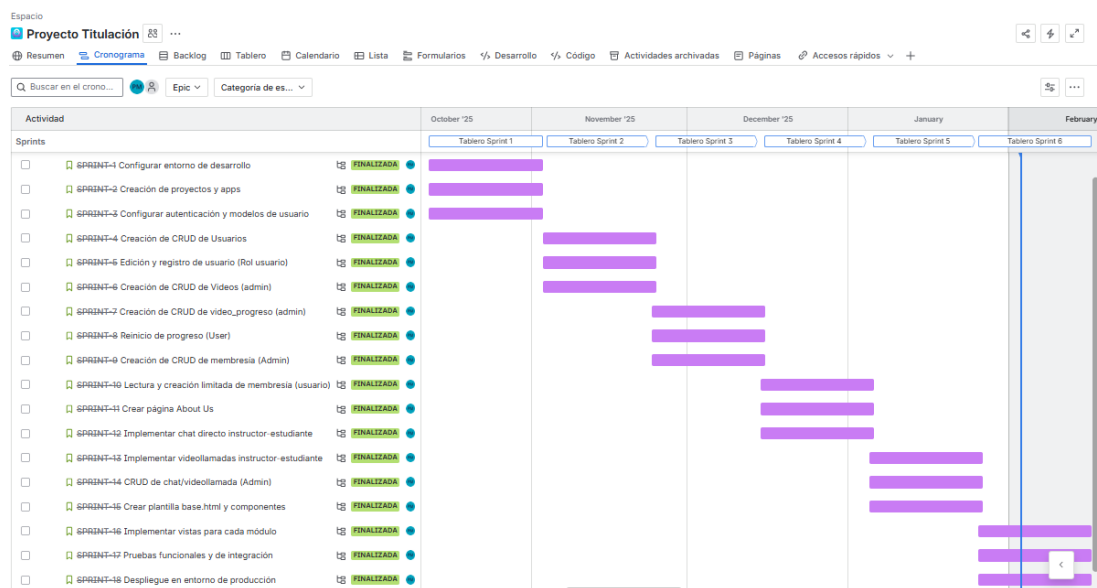 Espacio
Proyecto Titulación
Resumen Cronograma Backlog Tablero Calendario Lista Formularios Desarrollo Código Actividades archivadas Páginas Accesos rápidos
Buscar en el crono... PM Epic Categoría de es...
Actividad October '25 November '25 December '25 January February
Sprints Tablero Sprint 1 Tablero Sprint 2 Tablero Sprint 3 Tablero Sprint 4 Tablero Sprint 5 Tablero Sprint 6
SPRINT-1 Configurar entorno de desarrollo FINALIZADA
SPRINT-2 Creación de proyectos y apps FINALIZADA
SPRINT-3 Configurar autenticación y modelos de usuario FINALIZADA
SPRINT-4 Creación de CRUD de Usuarios FINALIZADA
SPRINT-5 Edición y registro de usuario (Rol usuario) FINALIZADA
SPRINT-6 Creación de CRUD de Videos (admin) FINALIZADA
SPRINT-7 Creación de CRUD de video_progreso (admin) FINALIZADA
SPRINT-8 Reinicio de progreso (User) FINALIZADA
SPRINT-9 Creación de CRUD de membresía (Admin) FINALIZADA
SPRINT-10 Lectura y creación limitada de membresía (usuario) FINALIZADA
SPRINT-11 Crear página About Us FINALIZADA
SPRINT-12 Implementar chat directo instructor-estudiante FINALIZADA
SPRINT-13 Implementar videollamadas instructor-estudiante FINALIZADA
SPRINT-14 CRUD de chat/videollamada (Admin) FINALIZADA
SPRINT-15 Crear plantilla base.html y componentes FINALIZADA
SPRINT-16 Implementar vistas para cada módulo FINALIZADA
SPRINT-17 Pruebas funcionales y de integración FINALIZADA
SPRINT-18 Despliegue en entorno de producción FINALIZADA